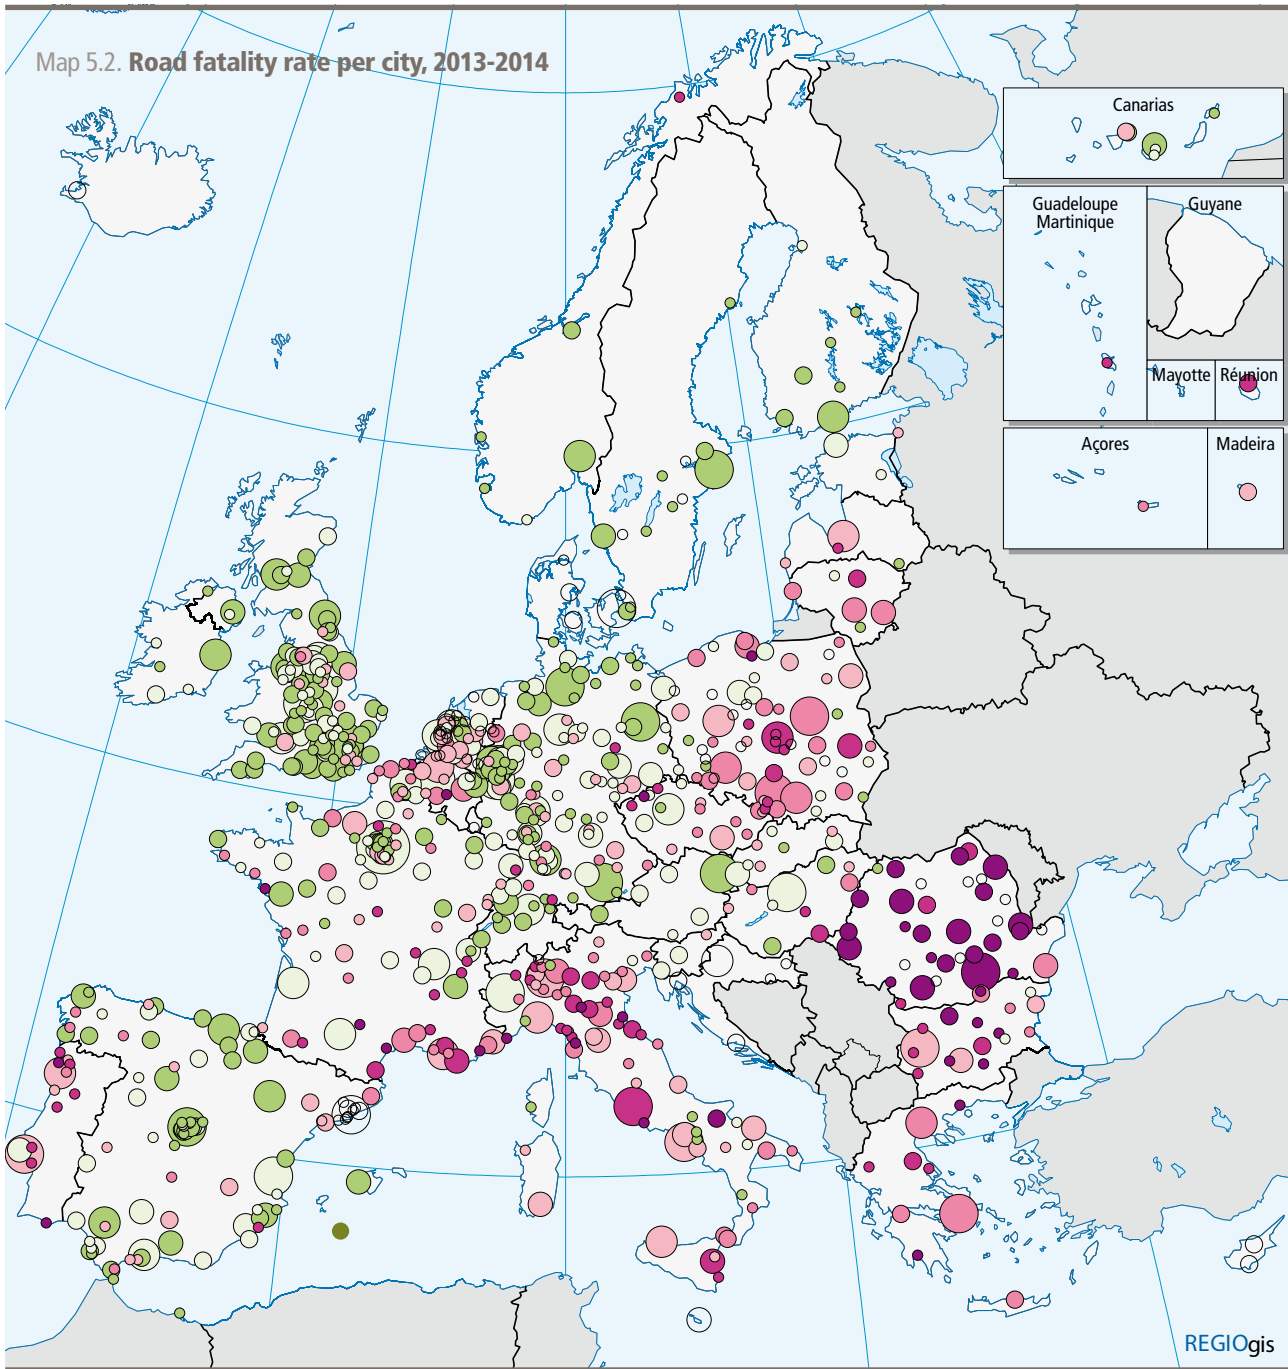 Map 5.2. Road fatality rate per city, 2013-2014
Canarias
Guadeloupe
Martinique
Guyane
Mayotte
Réunion
Açores
Madeira
REGIOgis